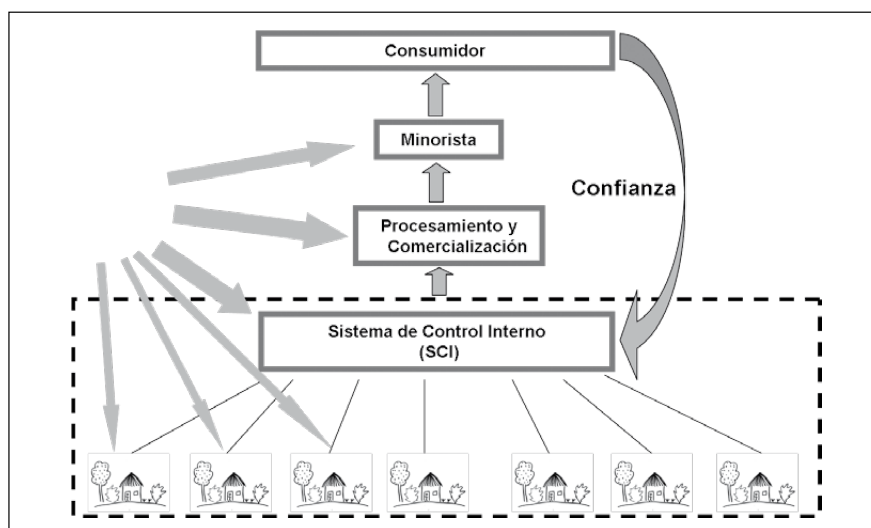 Consumidor
Minorista
Confianza
Procesamiento y
Comercialización
Sistema de Control Interno
(SCI)